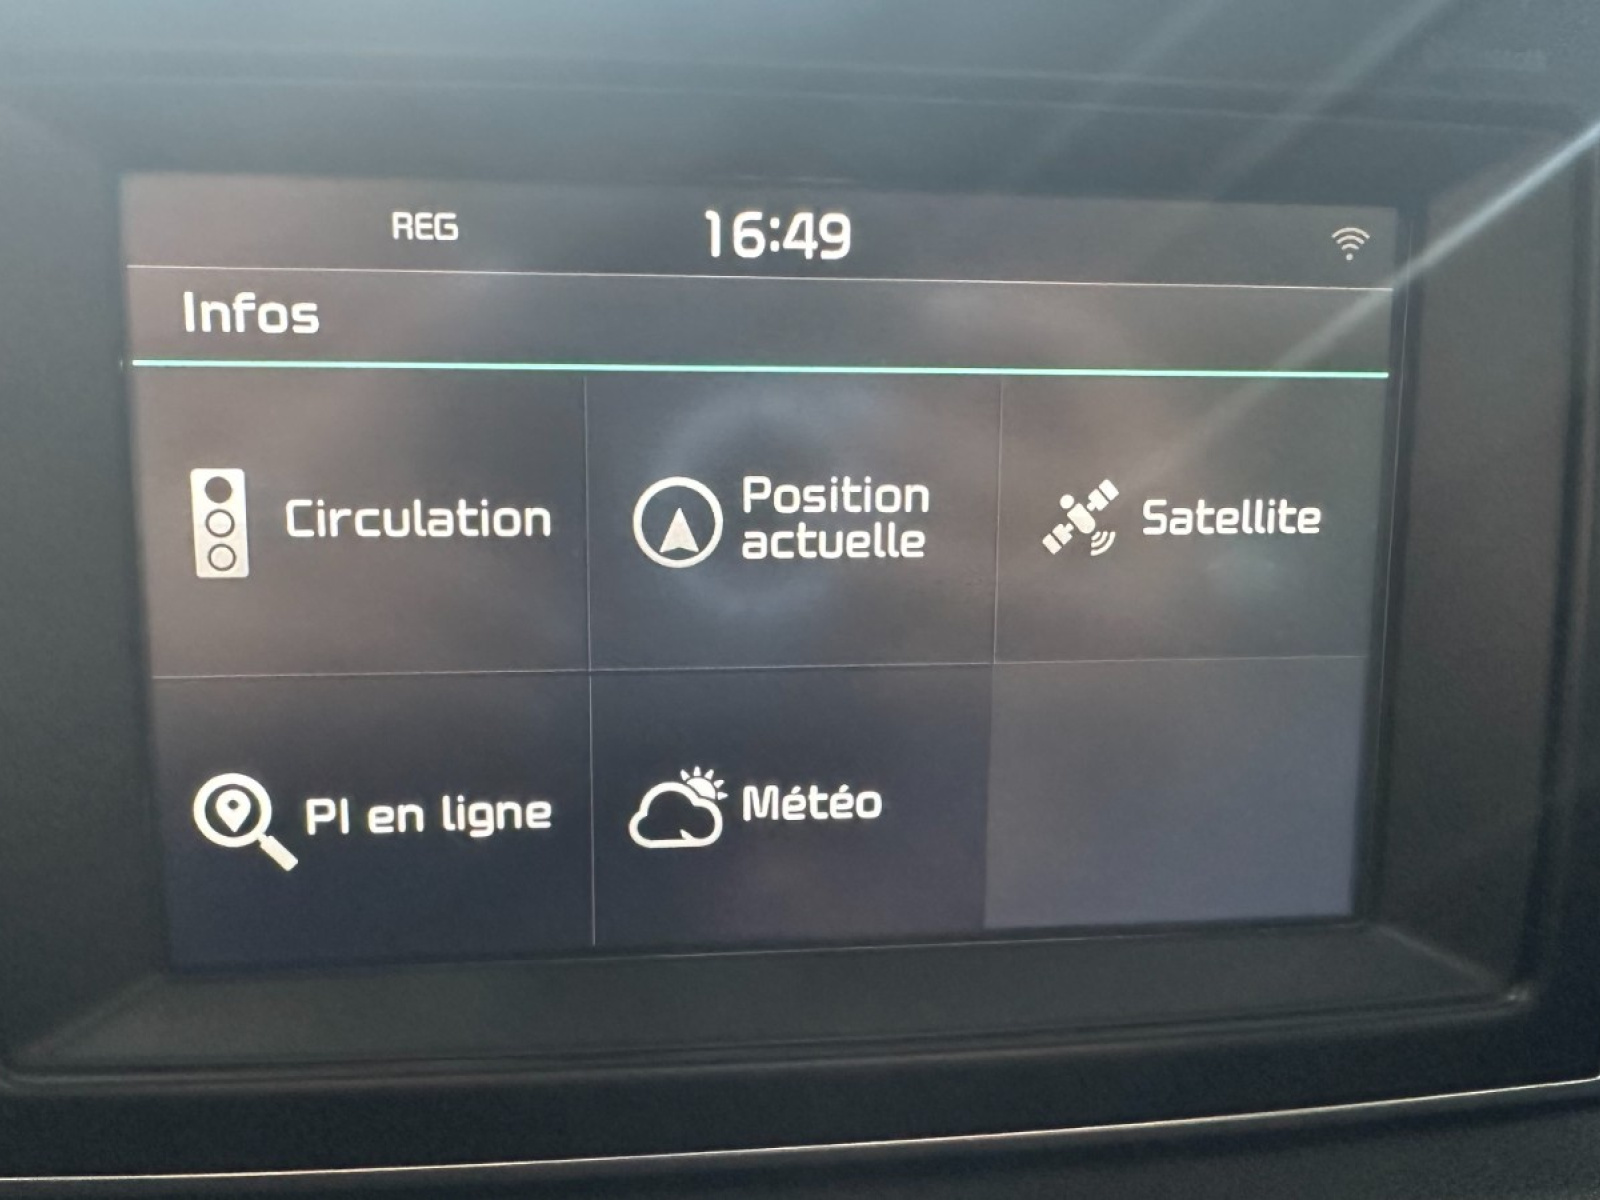 REG
16:49
Infos
Circulation
Position
actuelle
Satellite
PI en ligne
Météo